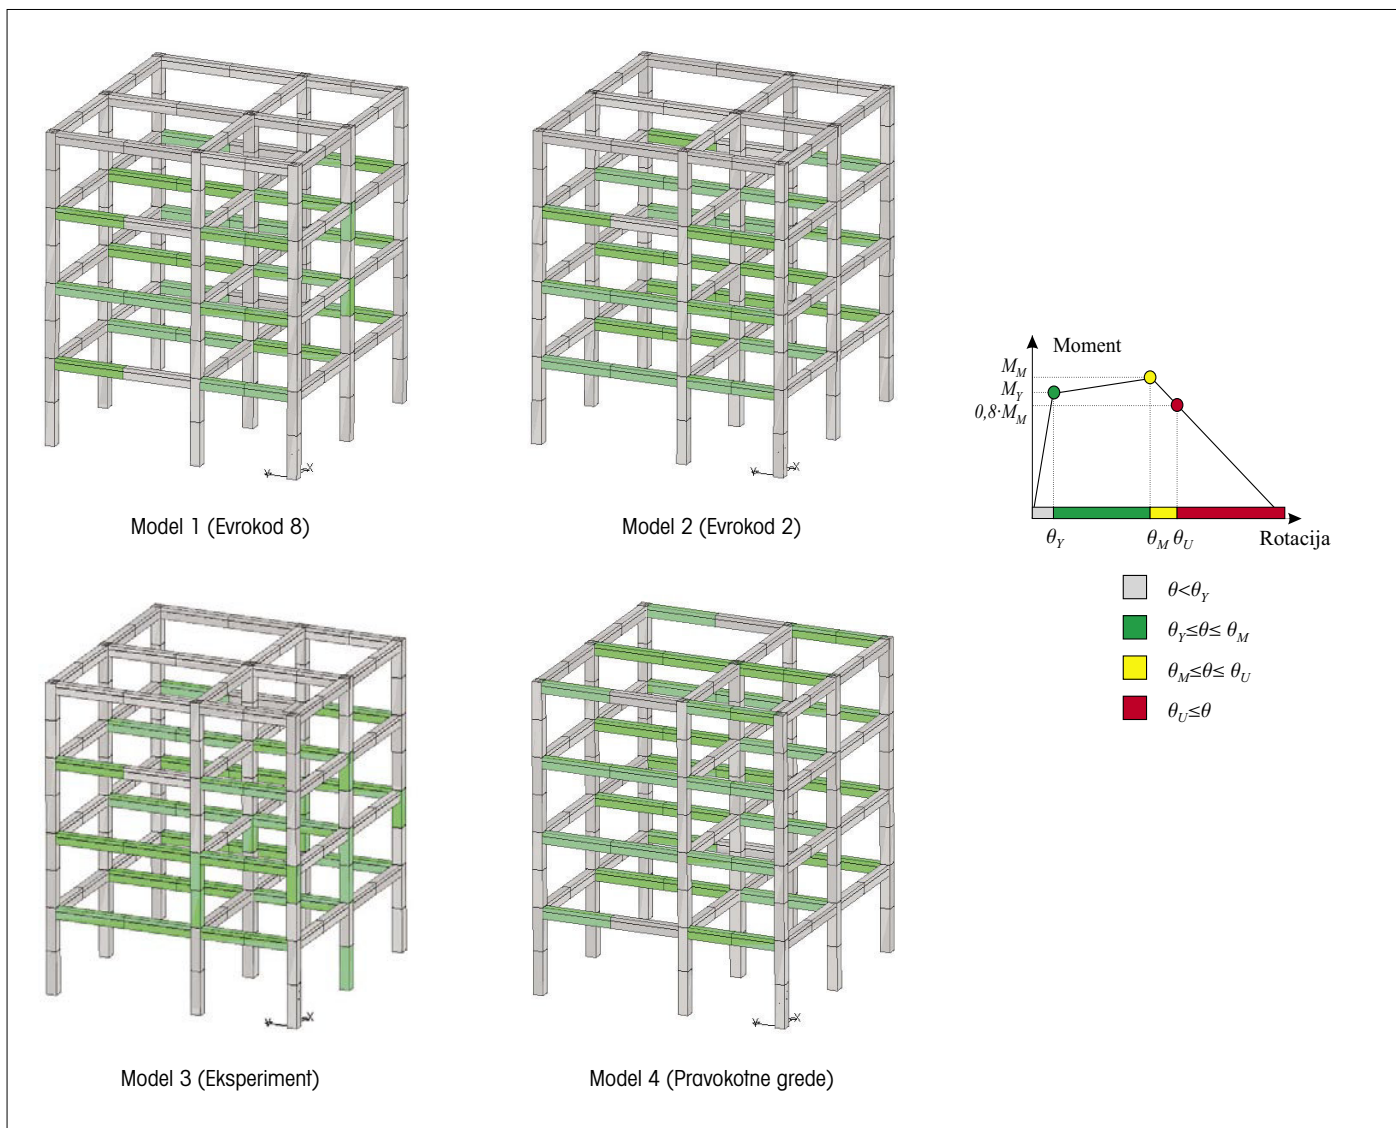 Model 1 (Evrokod 8)
Model 2 (Evrokod 2)
Y X
Y X
Moment
M_M
M_Y
0,8·M_M
θ_Y θ_M θ_U Rotacija
θ<θ_Y
θ_Y≤θ≤ θ_M
θ_M≤θ≤ θ_U
θ_U≤θ
Y X
Y X
Model 3 (Eksperiment)
Model 4 (Pravokotne grede)